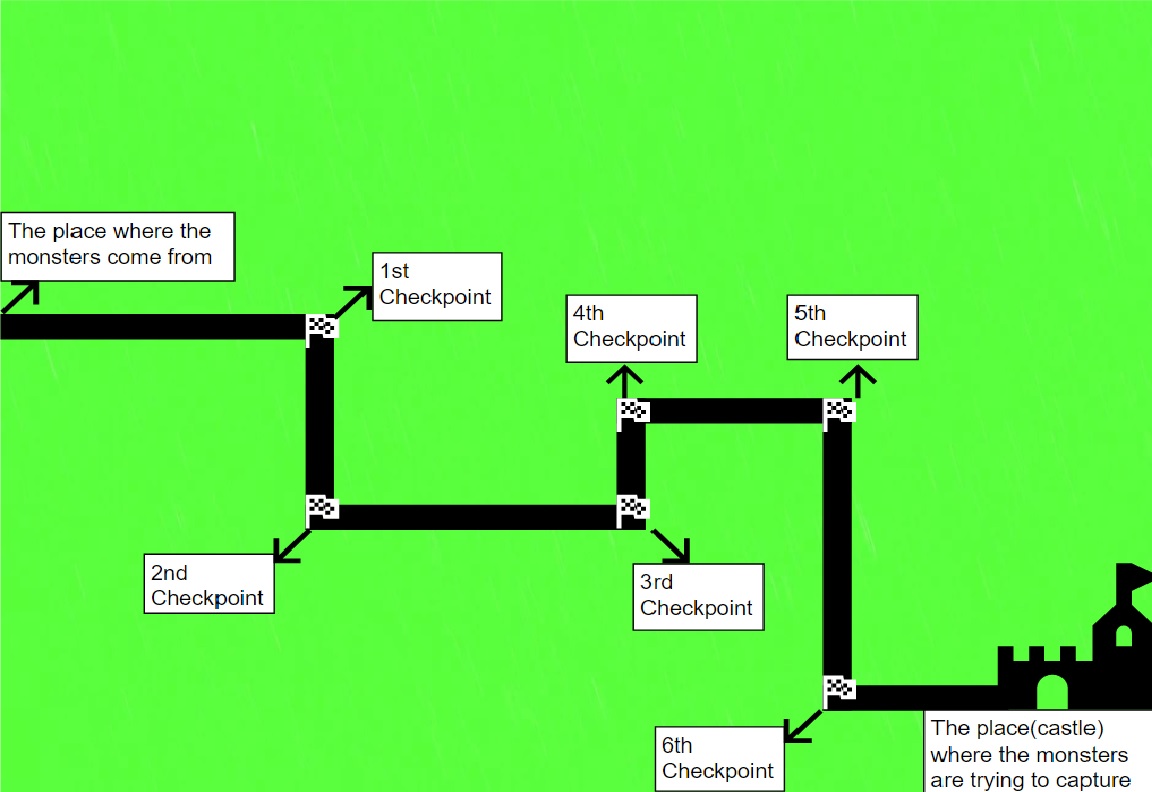 The place where the
monsters come from
1st
Checkpoint
4th
Checkpoint
5th
Checkpoint
2nd
Checkpoint
3rd
Checkpoint
6th
Checkpoint
The place(castle)
where the monsters
are trying to capture